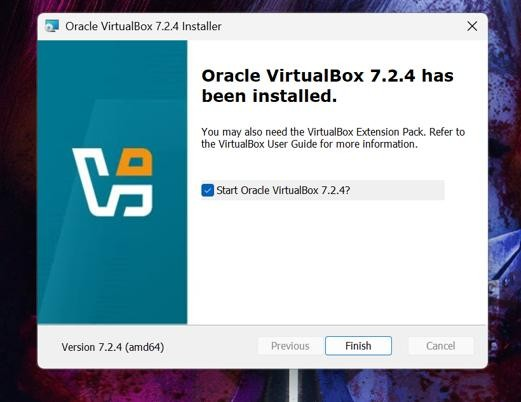 Oracle VirtualBox 7.2.4 Installer
Oracle VirtualBox 7.2.4 has
been installed.
You may also need the VirtualBox Extension Pack. Refer to
the VirtualBox User Guide for more information.
Start Oracle VirtualBox 7.2.4?
Version 7.2.4 (amd64)
Previous
Finish
Cancel